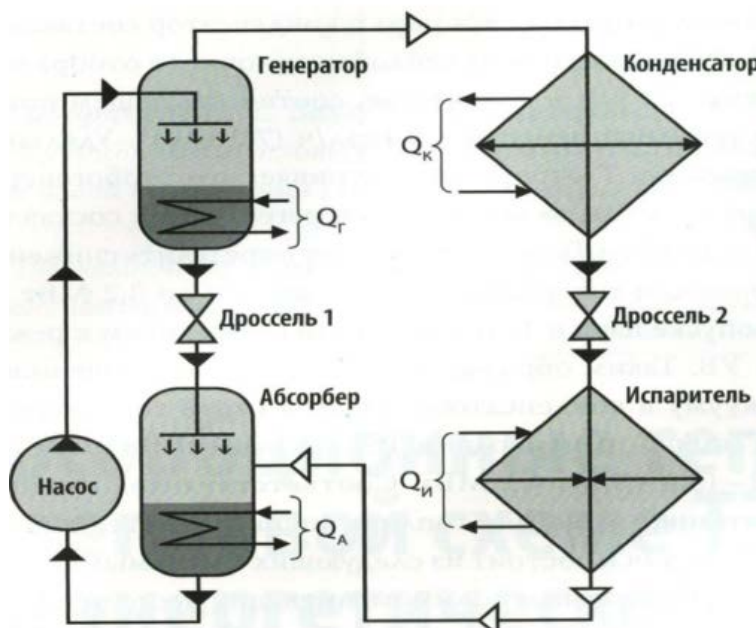 Генератор
Конденсатор
Qк
Qг
Дроссель 1
Дроссель 2
Абсорбер
Испаритель
Насос
Qи
QА